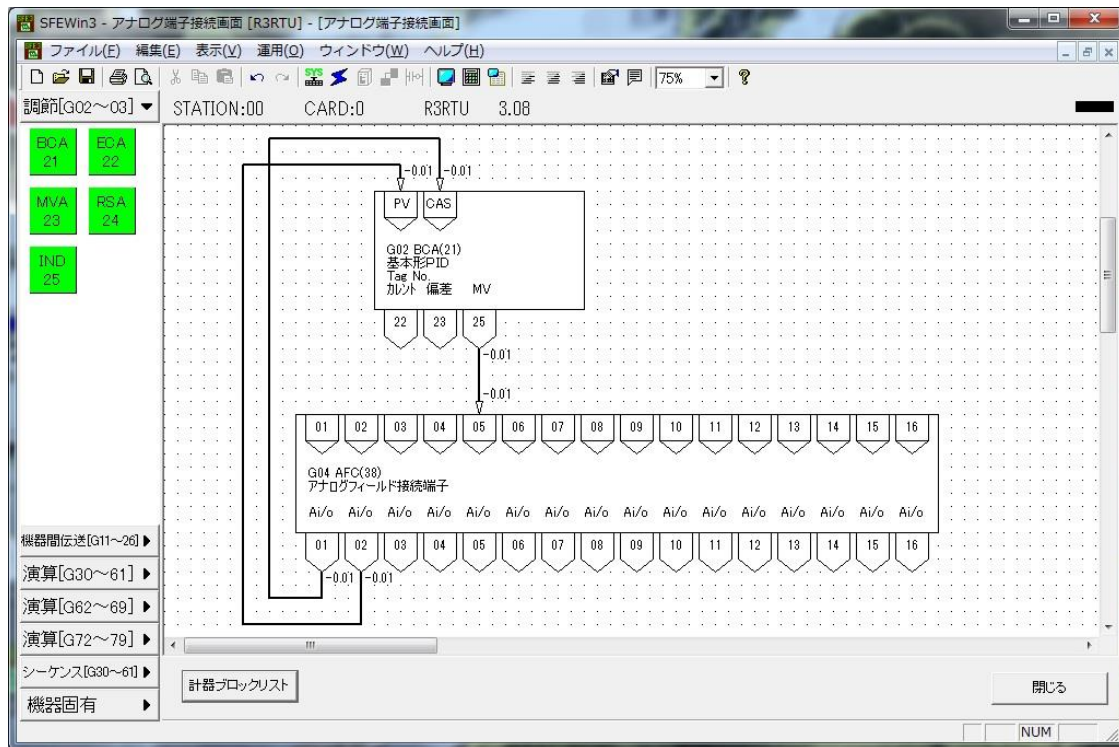 SFEWin3 - アナログ端子接続画面 [R3RTU] - [アナログ端子接続画面]
ファイル(F) 編集(E) 表示(V) 運用(O) ウィンドウ(W) ヘルプ(H)
SYS 75%
調節[G02～03] STATION:00 CARD:0 R3RTU 3.08
BCA 21
ECA 22
MVA 23
RSA 24
IND 25
-0.01 -0.01
PV CAS
G02 BCA(21)
基本形PID
Tag No.
カレント 偏差 MV
22 23 25
-0.01
-0.01
01 02 03 04 05 06 07 08 09 10 11 12 13 14 15 16
G04 AFC(38)
アナログフィールド接続端子
Ai/o Ai/o Ai/o Ai/o Ai/o Ai/o Ai/o Ai/o Ai/o Ai/o Ai/o Ai/o Ai/o Ai/o Ai/o Ai/o
01 02 03 04 05 06 07 08 09 10 11 12 13 14 15 16
-0.01 -0.01
機器間伝送[G11～26]
演算[G30～61]
演算[G62～69]
演算[G72～79]
シーケンス[G30～61]
機器固有
計器ブロックリスト 閉じる
NUM